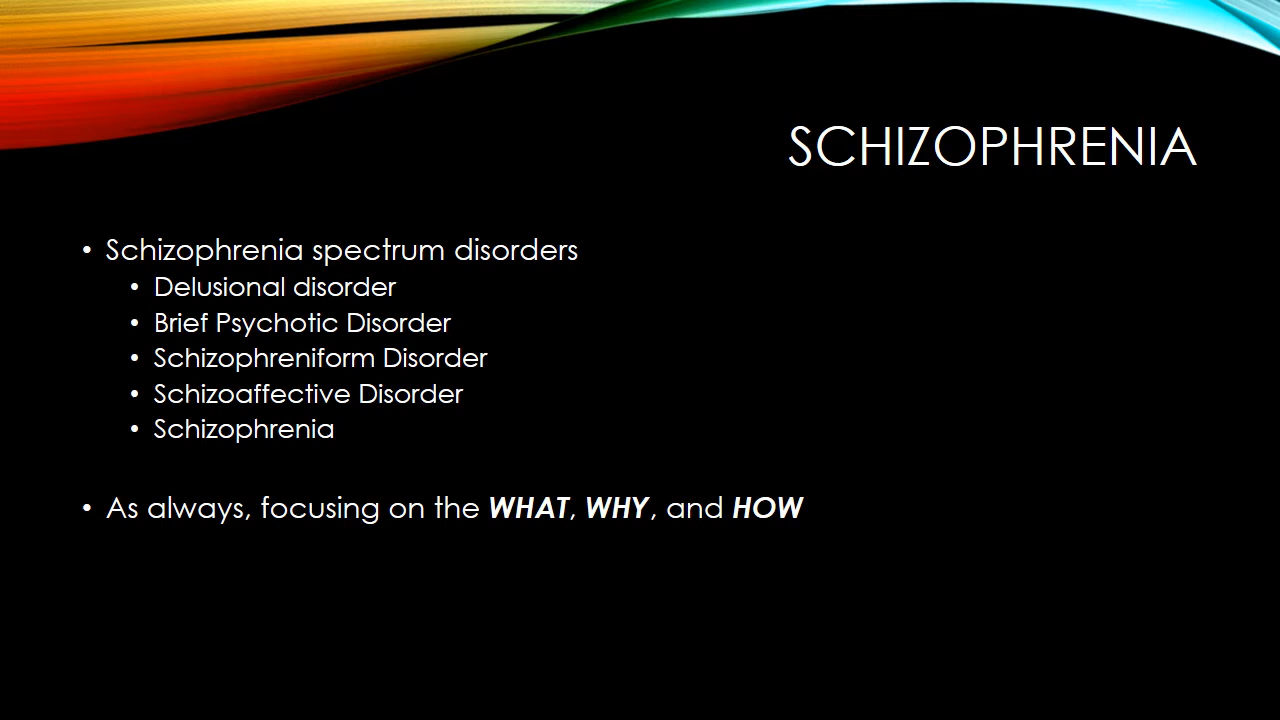 SCHIZOPHRENIA
• Schizophrenia spectrum disorders
• Delusional disorder
• Brief Psychotic Disorder
• Schizophreniform Disorder
• Schizoaffective Disorder
• Schizophrenia
• As always, focusing on the WHAT, WHY, and HOW